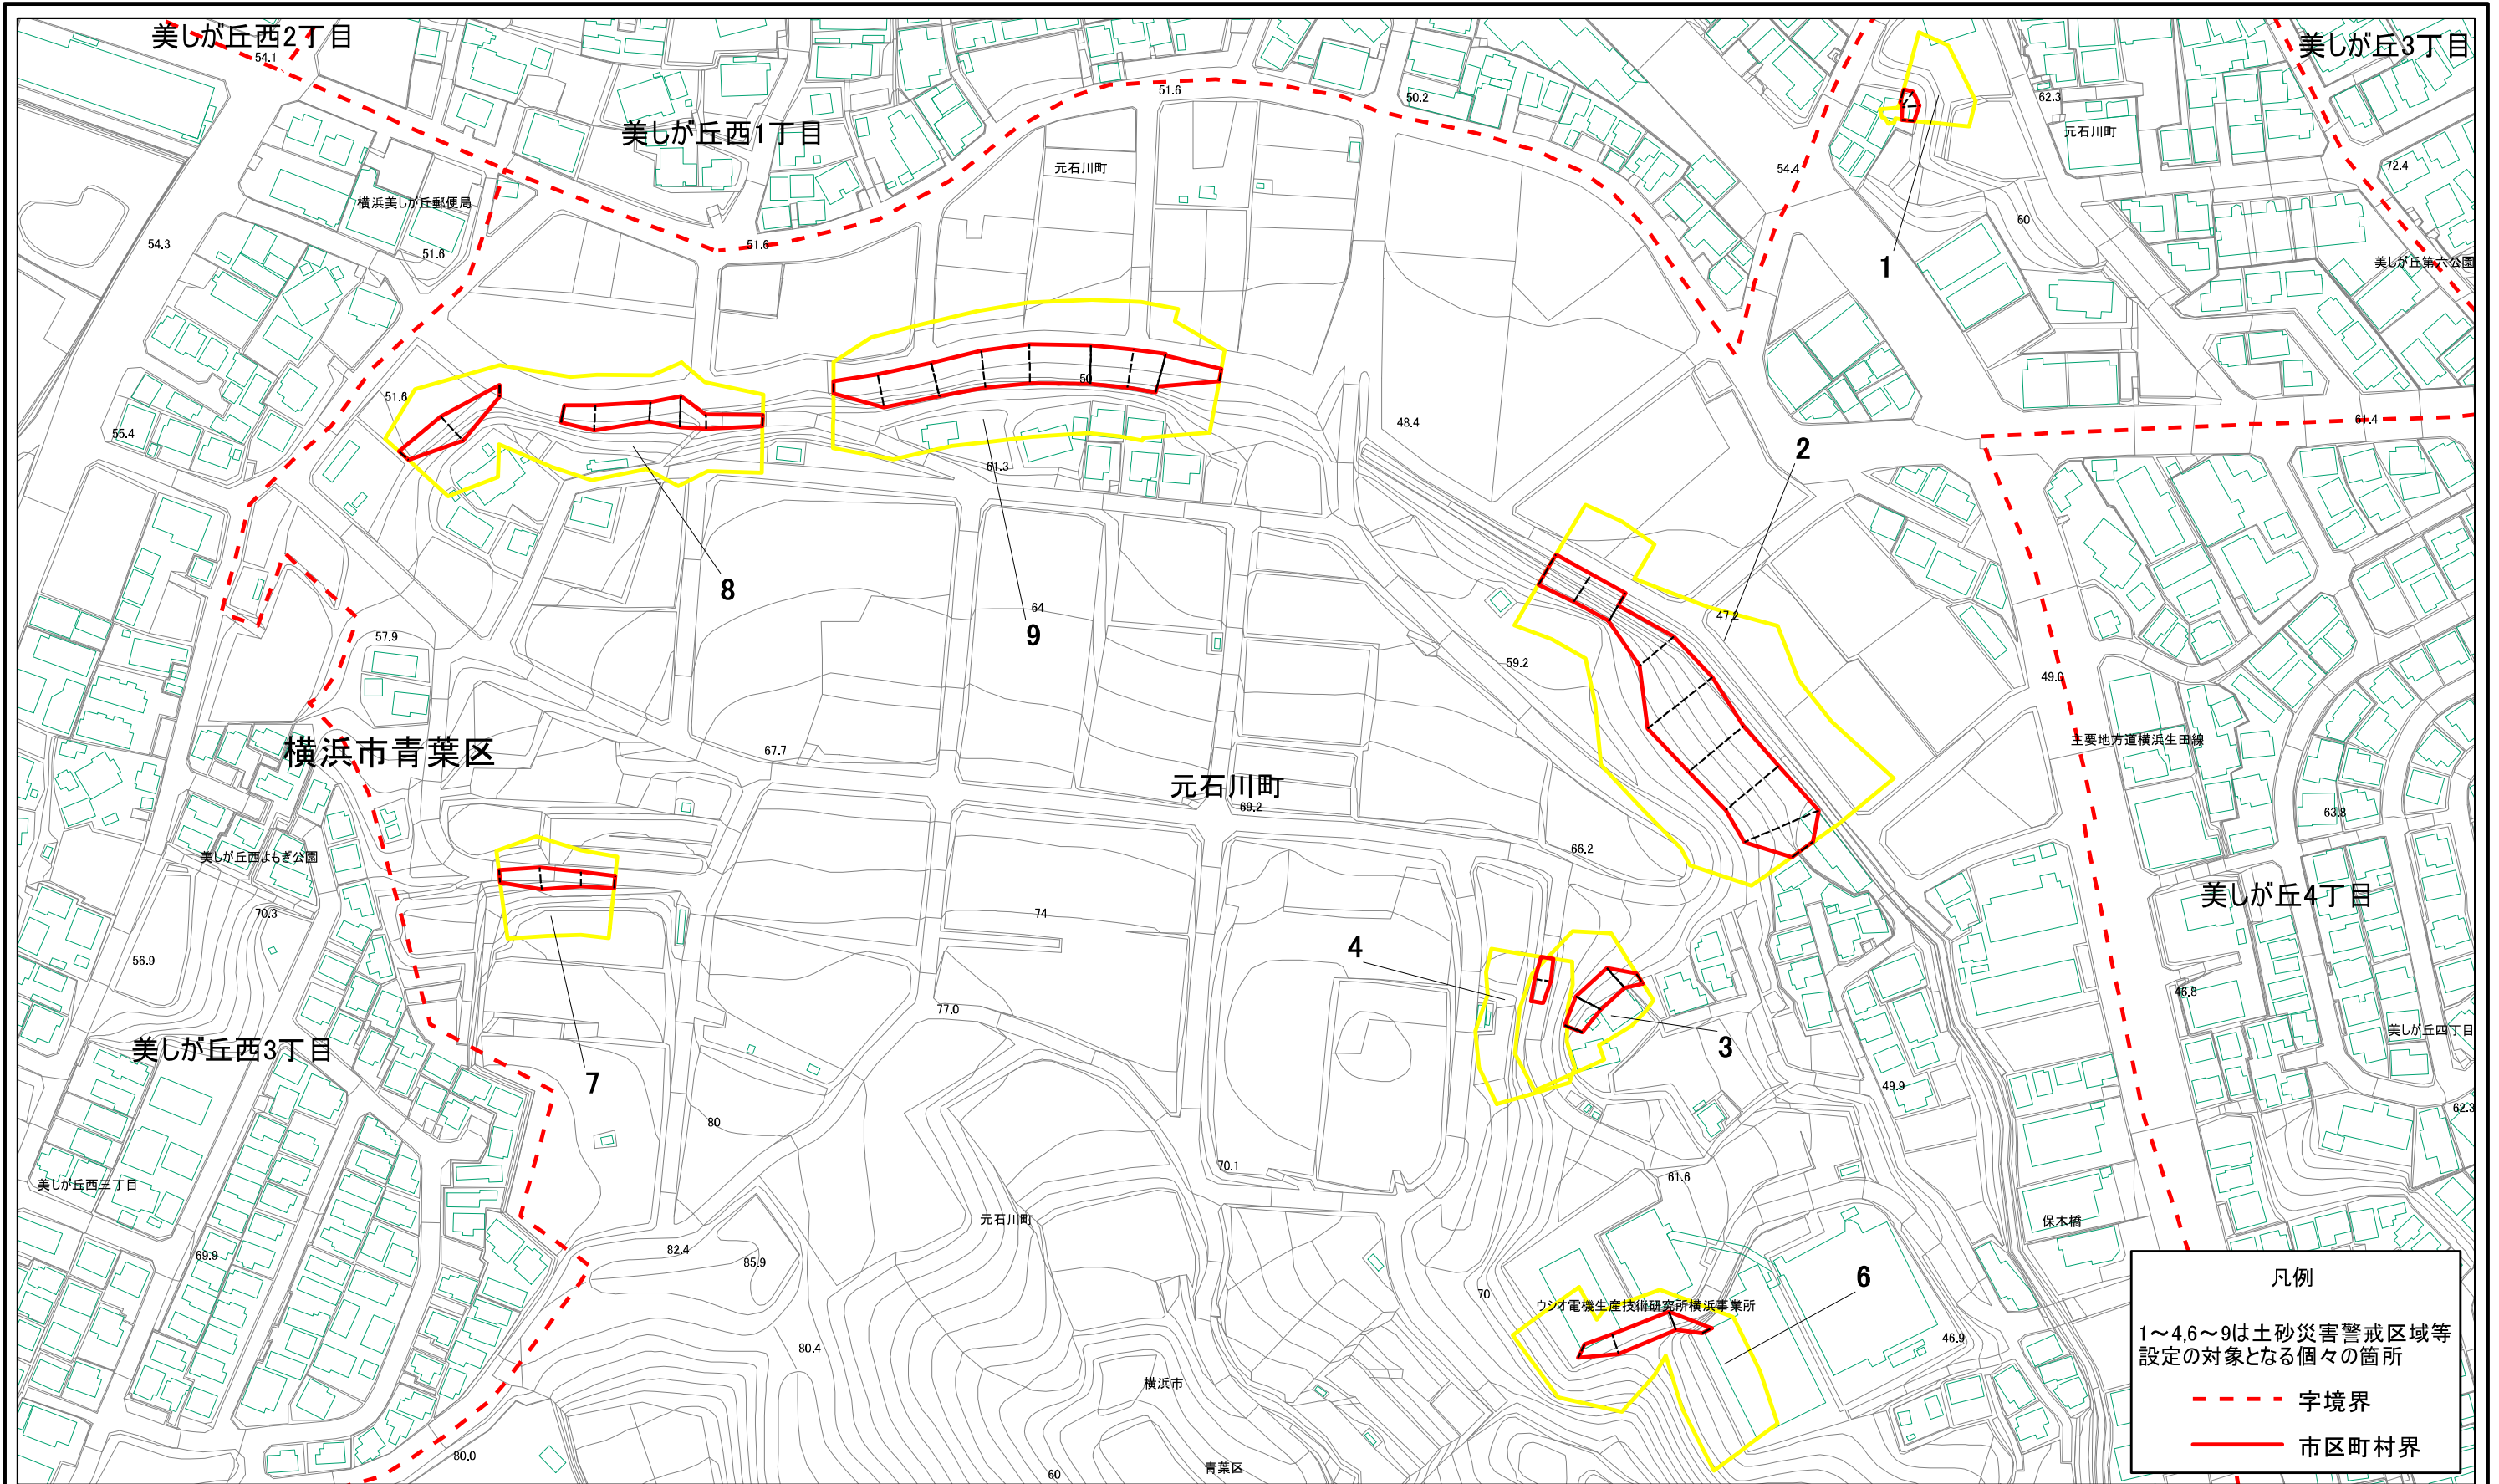 美しが丘西2丁目
54.1
美しが丘西1丁目
51.6
50.2
美しが丘3丁目
62.3
元石川町
72.4
元石川町
54.4
横浜美しが丘郵便局
54.3
51.6
51.6
60
美しが丘第六公園
1
50
51.6
55.4
48.4
61.4
61.3
2
8
9
64
47.2
57.9
59.2
49.0
横浜市青葉区
67.7
主要地方道横浜生田線
元石川町
69.2
63.8
美しが丘西よもぎ公園
66.2
美しが丘4丁目
70.3
74
4
56.9
77.0
46.8
美しが丘四丁目
美しが丘西3丁目
3
7
49.9
62.3
80
70.1
61.6
美しが丘西三丁目
元石川町
保木橋
69.9
82.4
85.9
6
70
ウシオ電機生産技術研究所横浜事業所
46.9
80.4
横浜市
80.0
60
青葉区
凡例
1～4,6～9は土砂災害警戒区域等
設定の対象となる個々の箇所
字境界
市区町村界